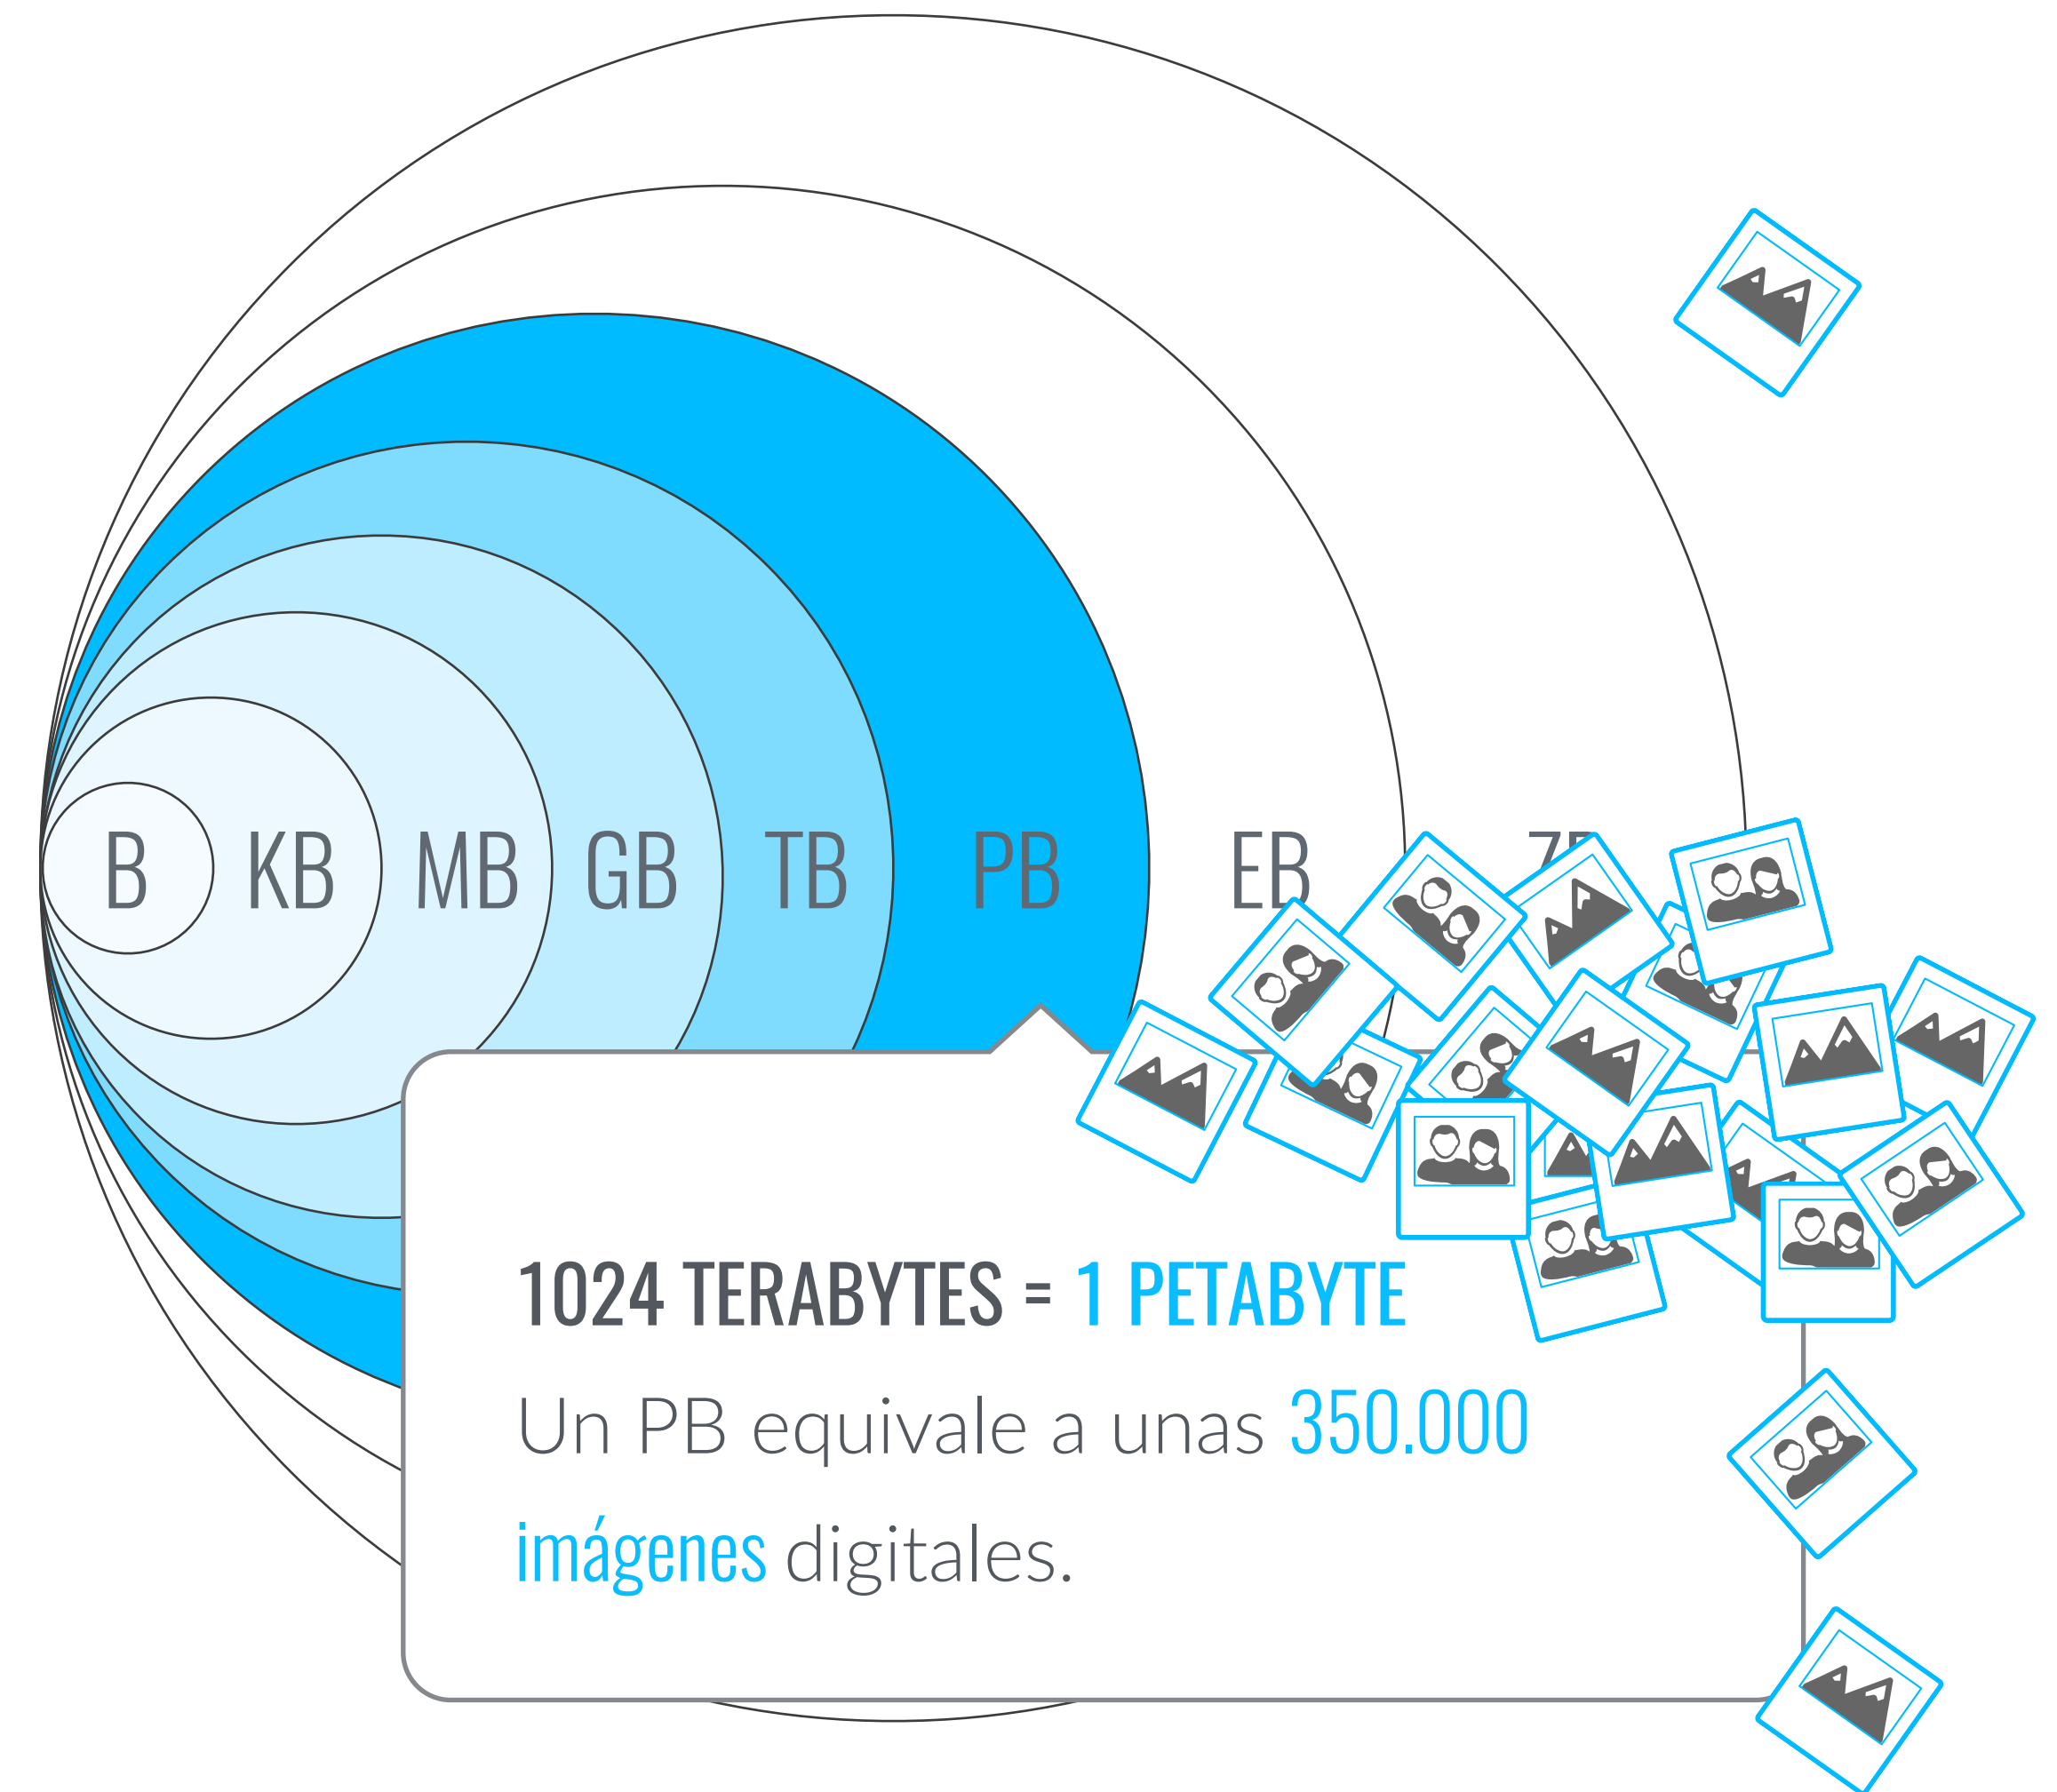 B KB MB GB TB PB EB
1024 TERABYTES = 1 PETABYTE
Un PB equivale a unas 350.000
imágenes digitales.